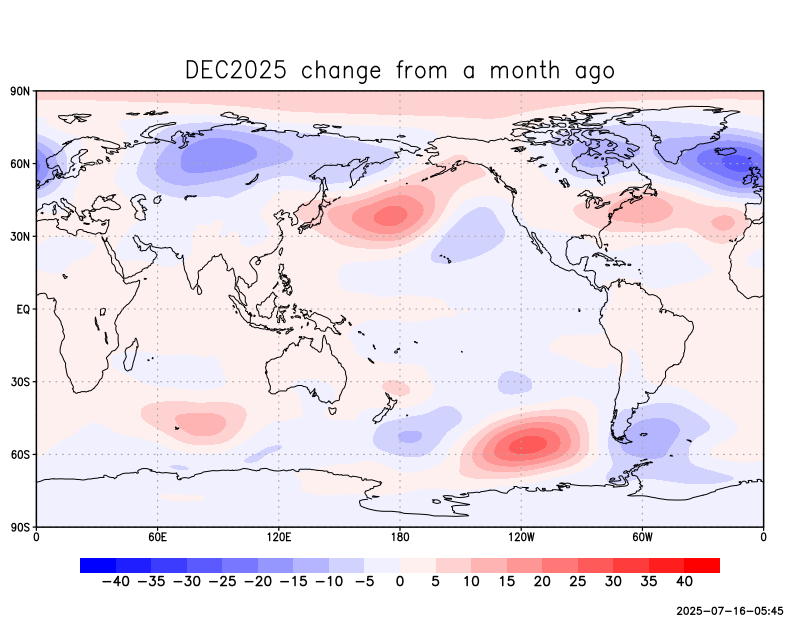 DEC2025 change from a month ago
90N
60N
30N
EQ
30S
60S
90S
0 60E 120E 180 120W 60W 0
−40 −35 −30 −25 −20 −15 −10 −5 0 5 10 15 20 25 30 35 40
2025-07-16-05:45